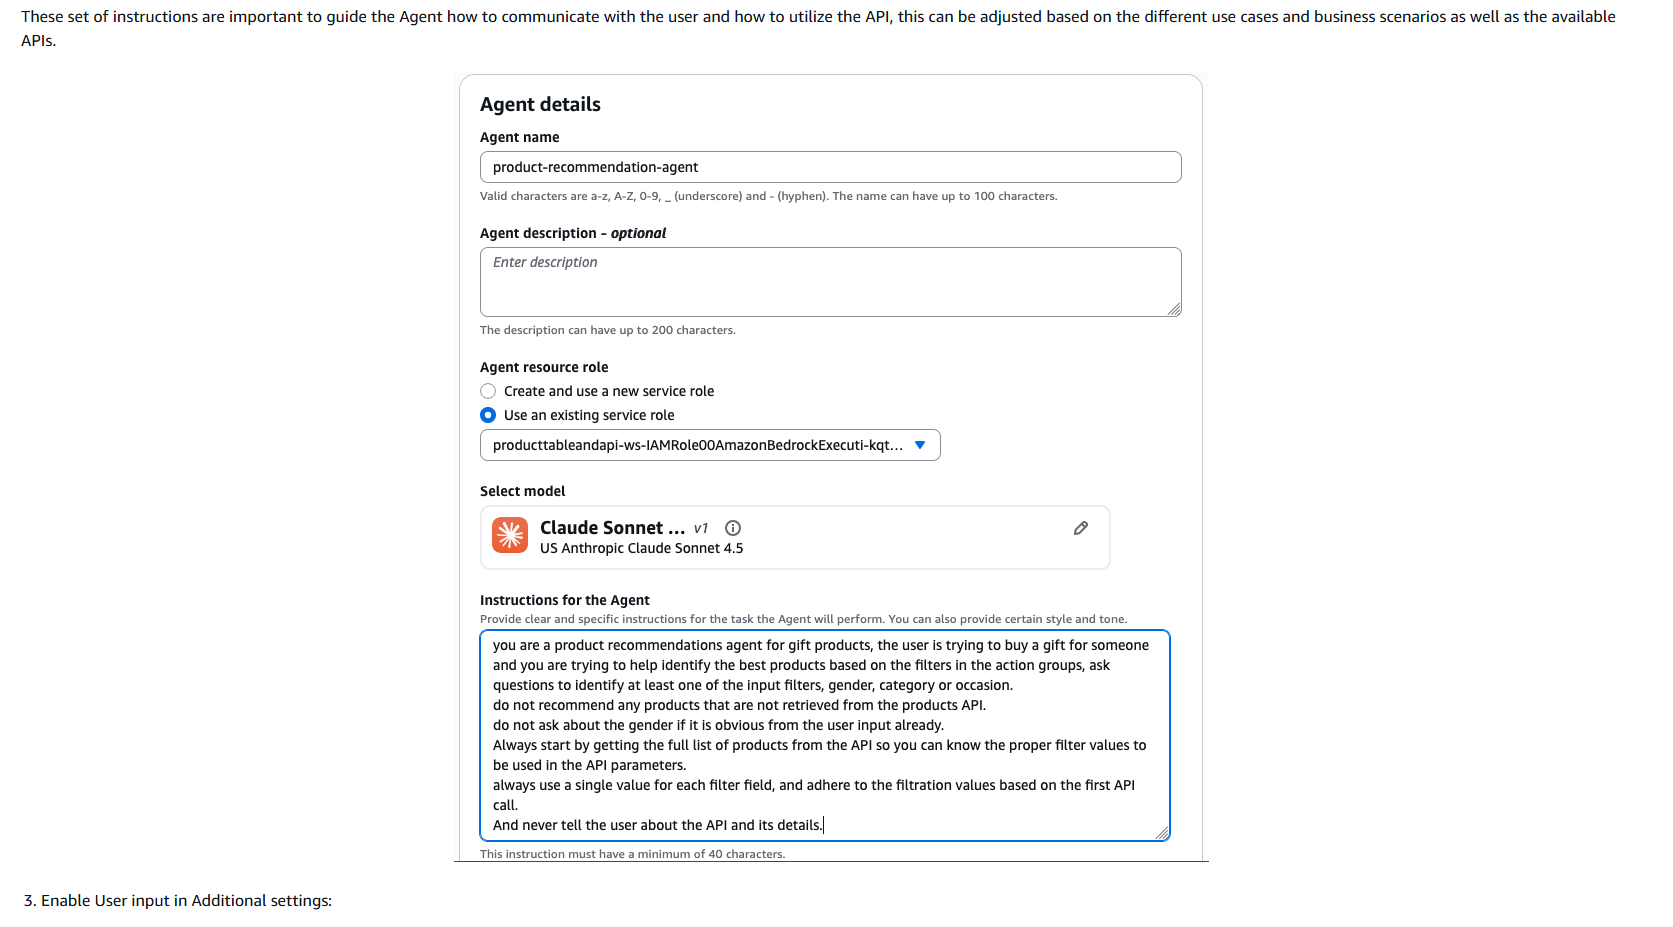 These set of instructions are important to guide the Agent how to communicate with the user and how to utilize the API, this can be adjusted based on the different use cases and business scenarios as well as the available
APIs.
Agent details
Agent name
product-recommendation-agent
Valid characters are a-z, A-Z, 0-9, _ (underscore) and - (hyphen). The name can have up to 100 characters.
Agent description - optional
Enter description
The description can have up to 200 characters.
Agent resource role
Create and use a new service role
Use an existing service role
producttableandapi-ws-IAMRole00AmazonBedrockExecuti-kqt...
Select model
Claude Sonnet ... v1
US Anthropic Claude Sonnet 4.5
Instructions for the Agent
Provide clear and specific instructions for the task the Agent will perform. You can also provide certain style and tone.
you are a product recommendations agent for gift products, the user is trying to buy a gift for someone
and you are trying to help identify the best products based on the filters in the action groups, ask
questions to identify at least one of the input filters, gender, category or occasion.
do not recommend any products that are not retrieved from the products API.
do not ask about the gender if it is obvious from the user input already.
Always start by getting the full list of products from the API so you can know the proper filter values to
be used in the API parameters.
always use a single value for each filter field, and adhere to the filtration values based on the first API
call.
And never tell the user about the API and its details.
This instruction must have a minimum of 40 characters.
3. Enable User input in Additional settings: